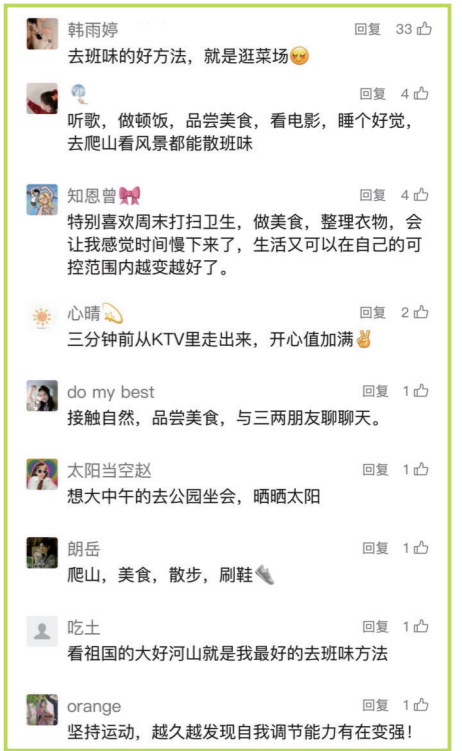 韩雨婷
回复 33
去班味的好方法，就是逛菜场
回复 4
听歌，做顿饭，品尝美食，看电影，睡个好觉，
去爬山看风景都能散班味
知恩曾
回复 4
特别喜欢周末打扫卫生，做美食，整理衣物，会
让我感觉时间慢下来了，生活又可以在自己的可
控范围内越变越好了。
心晴
回复 2
三分钟前从KTV里走出来，开心值加满
do my best
回复 1
接触自然，品尝美食，与三两朋友聊聊天。
太阳当空赵
回复 1
想大中午的去公园坐会，晒晒太阳
朗岳
回复 1
爬山，美食，散步，刷鞋
吃土
回复 1
看祖国的大好河山就是我最好的去班味方法
orange
回复 1
坚持运动，越久越发现自我调节能力有在变强！